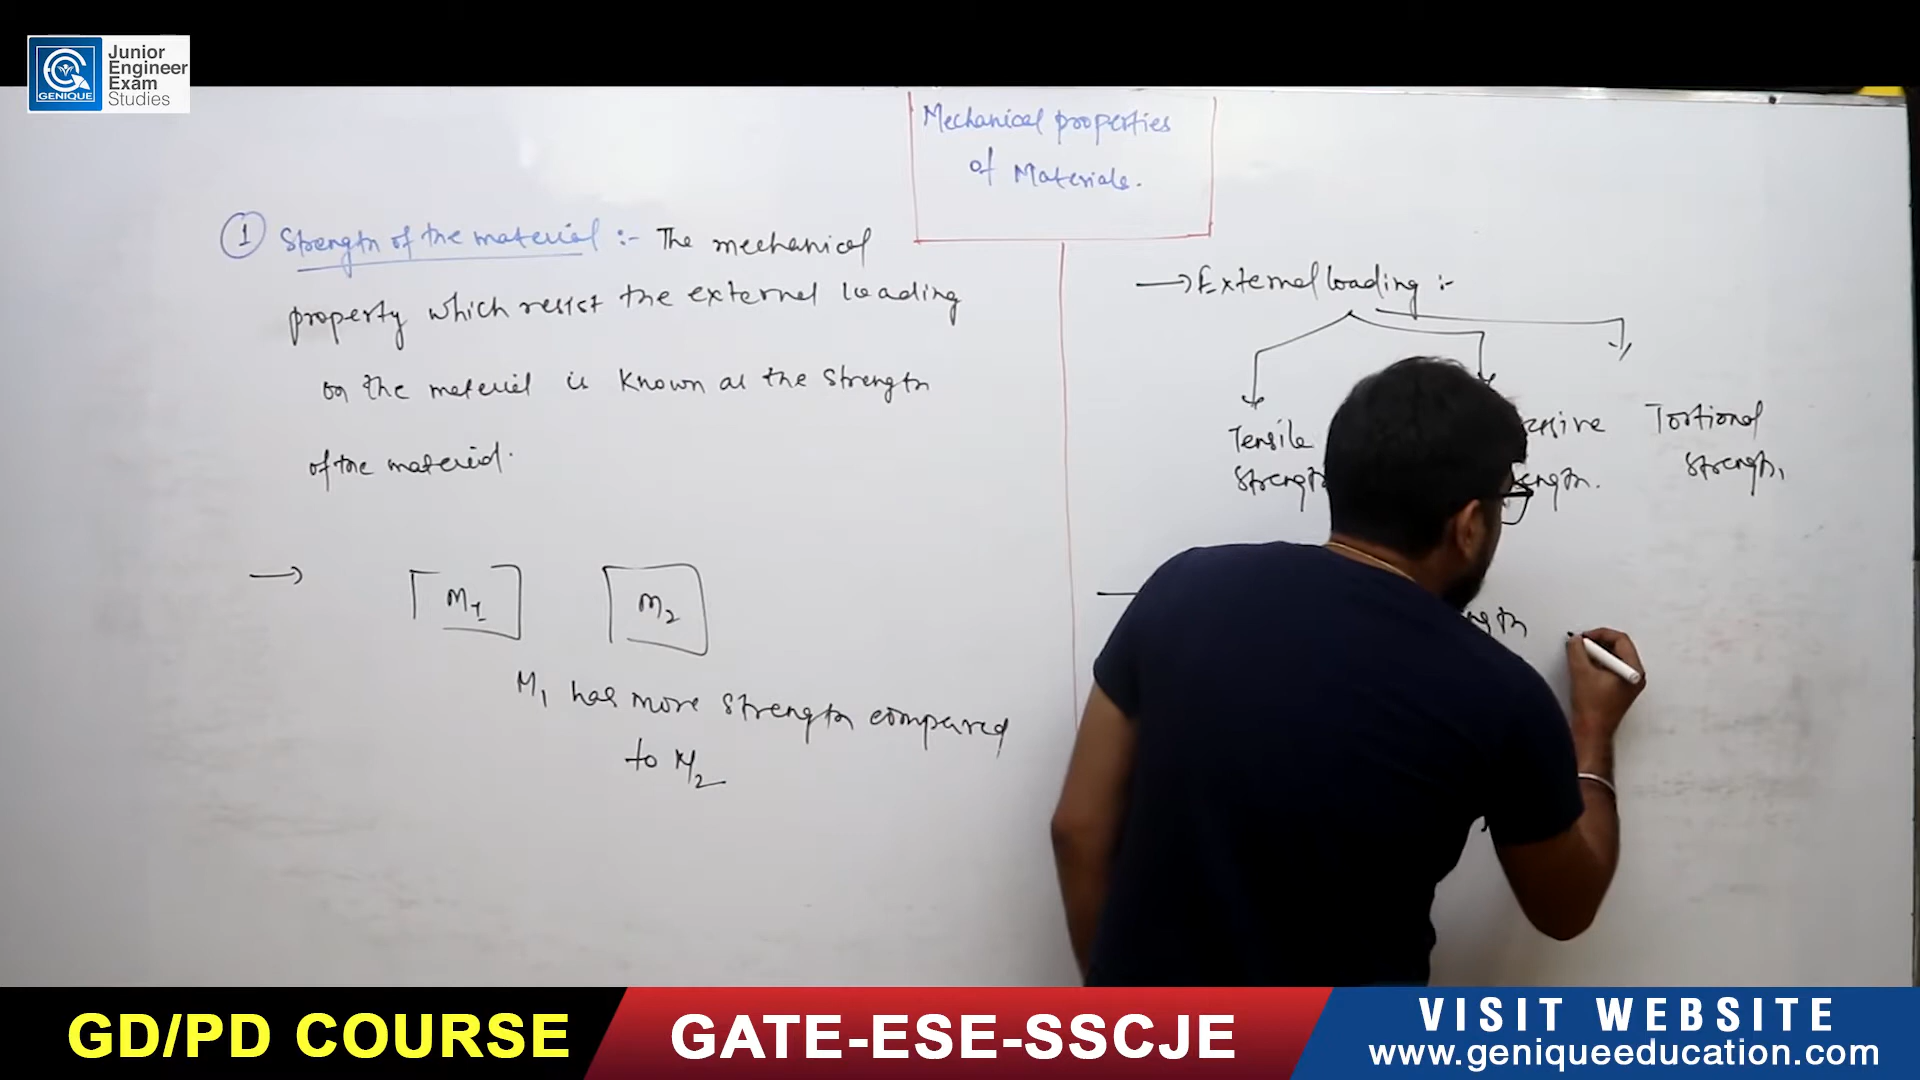 Junior
Engineer
Exam
Studies
GENIQUE
Mechanical properties
of Materials.
1 Strength of the material :- The mechanical
property which resist the external loading
on the material is known as the strength
of the material.
→ M1 M2
M1 has more strength compared
to M2
→ External loading :-
Tensile
Strength
Tortional
Strength,
GD/PD COURSE
GATE-ESE-SSCJE
VISIT WEBSITE
www.geniqueeducation.com